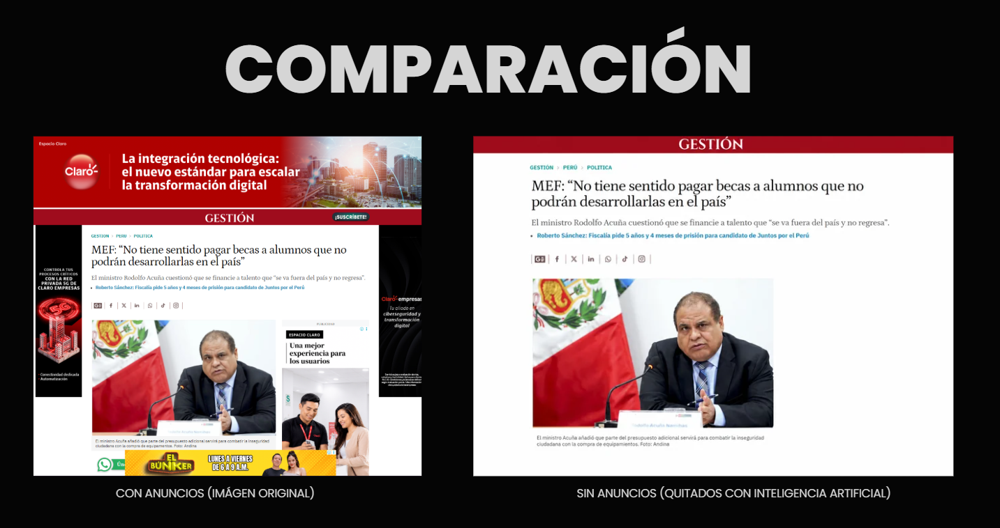 COMPARACIÓN
Espacio Claro
Claro
La integración tecnológica:
el nuevo estándar para escalar
la transformación digital
GESTIÓN
¡SUSCRÍBETE!
GESTIÓN > PERÚ > POLITICA
MEF: “No tiene sentido pagar becas a alumnos que no
podrán desarrollarlas en el país”
El ministro Rodolfo Acuña cuestionó que se financie a talento que “se va fuera del país y no regresa”.
• Roberto Sánchez: Fiscalía pide 5 años y 4 meses de prisión para candidato de Juntos por el Perú
CONTROLA TUS
PROCESOS CRÍTICOS
CON LA RED
PRIVADA 5G DE
CLARO EMPRESAS
5G
- Conectividad dedicada
- Automatización
PUBLICIDAD
ESPACIO CLARO
Una mejor
experiencia para
los usuarios
Claro empresas
Tu aliado en
ciberseguridad y
transformación
digital
El ministro Acuña añadió que parte del presupuesto adicional servirá para combatir la inseguridad
ciudadana con la compra de equipamientos. Foto: Andina
EL
BÚNKER
LUNES A VIERNES
DE 6 A 9 A.M.
CON ANUNCIOS (IMÁGEN ORIGINAL)
GESTIÓN
GESTIÓN > PERÚ > POLITICA
MEF: “No tiene sentido pagar becas a alumnos que no
podrán desarrollarlas en el país”
El ministro Rodolfo Acuña cuestionó que se financie a talento que “se va fuera del país y no regresa”.
• Roberto Sánchez: Fiscalía pide 5 años y 4 meses de prisión para candidato de Juntos por el Perú
El ministro Acuña añadió que parte del presupuesto adicional servirá para combatir la inseguridad
ciudadana con la compra de equipamientos. Foto: Andina
SIN ANUNCIOS (QUITADOS CON INTELIGENCIA ARTIFICIAL)